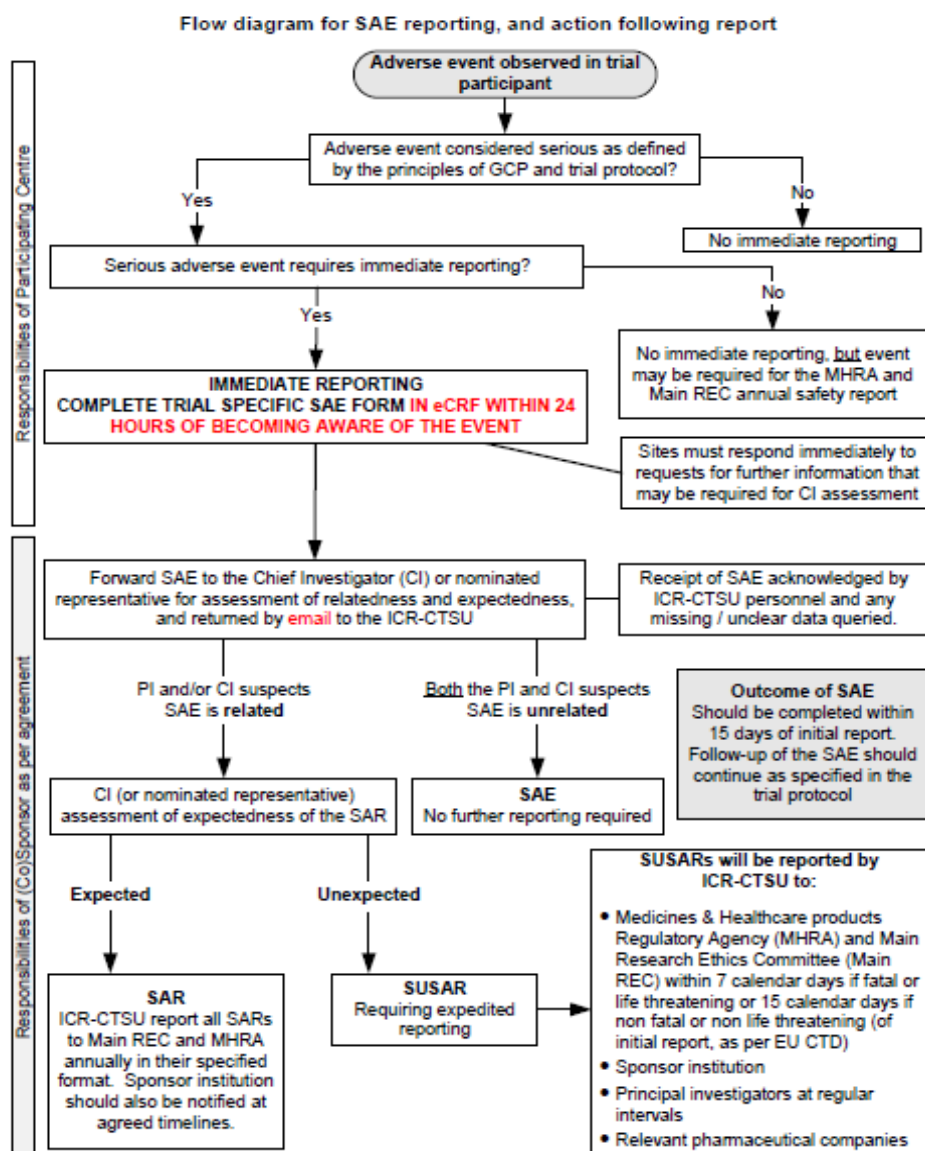 Flow diagram for SAE reporting, and action following report
Adverse event observed in trial
participant
Adverse event considered serious as defined
by the principles of GCP and trial protocol?
Yes
No
No immediate reporting
Serious adverse event requires immediate reporting?
Yes
No
No immediate reporting, but event
may be required for the MHRA and
Main REC annual safety report
IMMEDIATE REPORTING
COMPLETE TRIAL SPECIFIC SAE FORM IN eCRF WITHIN 24
HOURS OF BECOMING AWARE OF THE EVENT
Sites must respond immediately to
requests for further information that
may be required for CI assessment
Responsibilities of Participating Centre
Forward SAE to the Chief Investigator (CI) or nominated
representative for assessment of relatedness and expectedness,
and returned by email to the ICR-CTSU
Receipt of SAE acknowledged by
ICR-CTSU personnel and any
missing / unclear data queried.
PI and/or CI suspects
SAE is related
Both the PI and CI suspects
SAE is unrelated
Outcome of SAE
Should be completed within
15 days of initial report.
Follow-up of the SAE should
continue as specified in the
trial protocol
CI (or nominated representative)
assessment of expectedness of the SAR
SAE
No further reporting required
Expected
Unexpected
SAR
ICR-CTSU report all SARs
to Main REC and MHRA
annually in their specified
format. Sponsor institution
should also be notified at
agreed timelines.
SUSAR
Requiring expedited
reporting
SUSARs will be reported by
ICR-CTSU to:
• Medicines & Healthcare products
Regulatory Agency (MHRA) and Main
Research Ethics Committee (Main
REC) within 7 calendar days if fatal or
life threatening or 15 calendar days if
non fatal or non life threatening (of
initial report, as per EU CTD)
• Sponsor institution
• Principal investigators at regular
intervals
• Relevant pharmaceutical companies
Responsibilities of (Co)Sponsor as per agreement